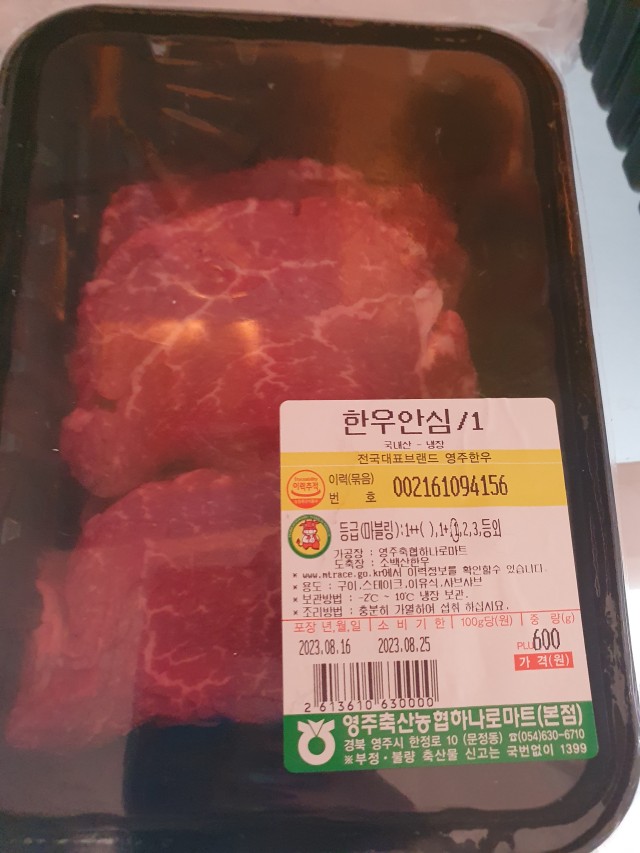 한우안심/1
국내산 - 냉장
전국대표브랜드 영주한우
이력추적
이력(묶음)
번 호 002161094156
등급(마블링):1++( ),1+,1,2,3,등외
가공장 : 영주축협하나로마트
도축장 : 소백산한우
* www.mtrace.go.kr에서 이력정보를 확인할수 있습니다.
* 용도 : 구이.스테이크.이유식.샤브샤브
* 보관방법 : -2℃ ~ 10℃ 냉장 보관.
* 조리방법 : 충분히 가열하여 섭취 하십시요.
포장 년,월,일 소 비 기 한 100g당(원) 중 량(g)
2023.08.16 2023.08.25 PLU 600
가 격(원)
2 613610 630000
영주축산농협하나로마트(본점)
경북 영주시 한정로 10 (문정동) ☎(054)630-6710
※부정·불량 축산물 신고는 국번없이 1399